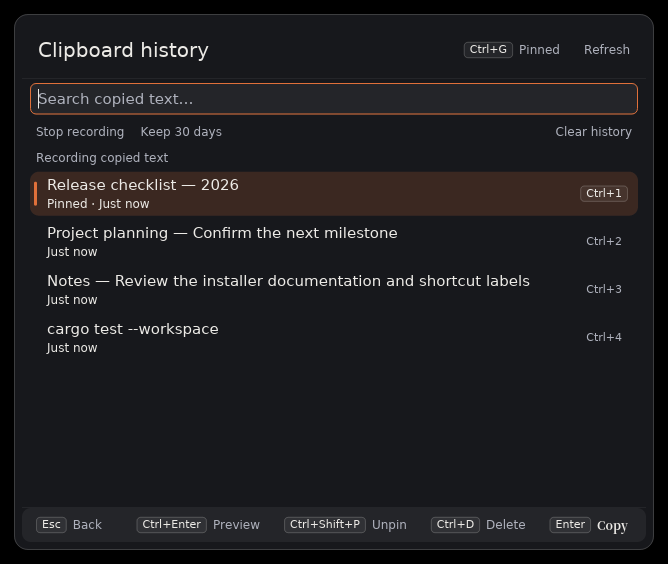 Clipboard history Ctrl+G Pinned Refresh
Search copied text...
Stop recording Keep 30 days Clear history
Recording copied text
Release checklist — 2026 Ctrl+1
Pinned · Just now
Project planning — Confirm the next milestone Ctrl+2
Just now
Notes — Review the installer documentation and shortcut labels Ctrl+3
Just now
cargo test --workspace Ctrl+4
Just now
Esc Back Ctrl+Enter Preview Ctrl+Shift+P Unpin Ctrl+D Delete Enter Copy